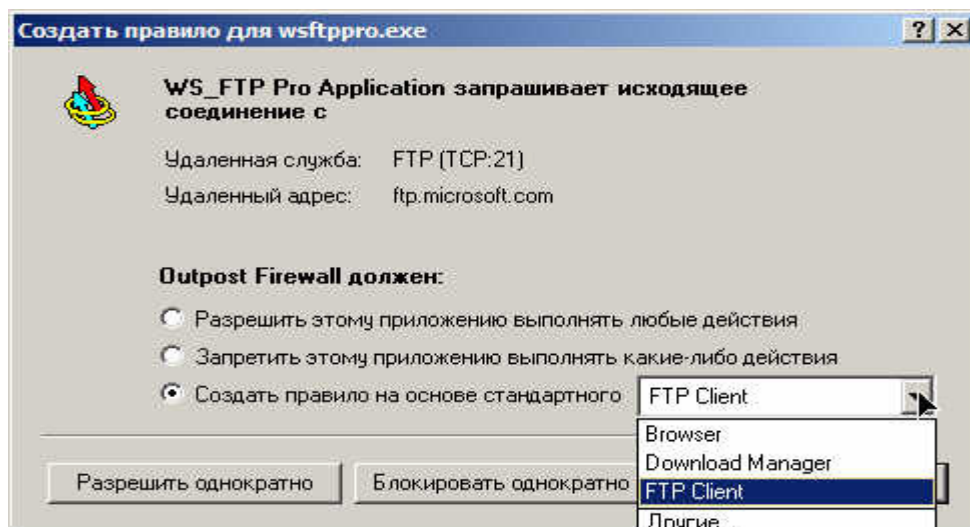 Создать правило для wsftppro.exe
WS_FTP Pro Application запрашивает исходящее
соединение с
Удаленная служба: FTP (TCP:21)
Удаленный адрес: ftp.microsoft.com
Outpost Firewall должен:
Разрешить этому приложению выполнять любые действия
Запретить этому приложению выполнять какие-либо действия
Создать правило на основе стандартного FTP Client
Browser
Download Manager
FTP Client
Другие...
Разрешить однократно Блокировать однократно